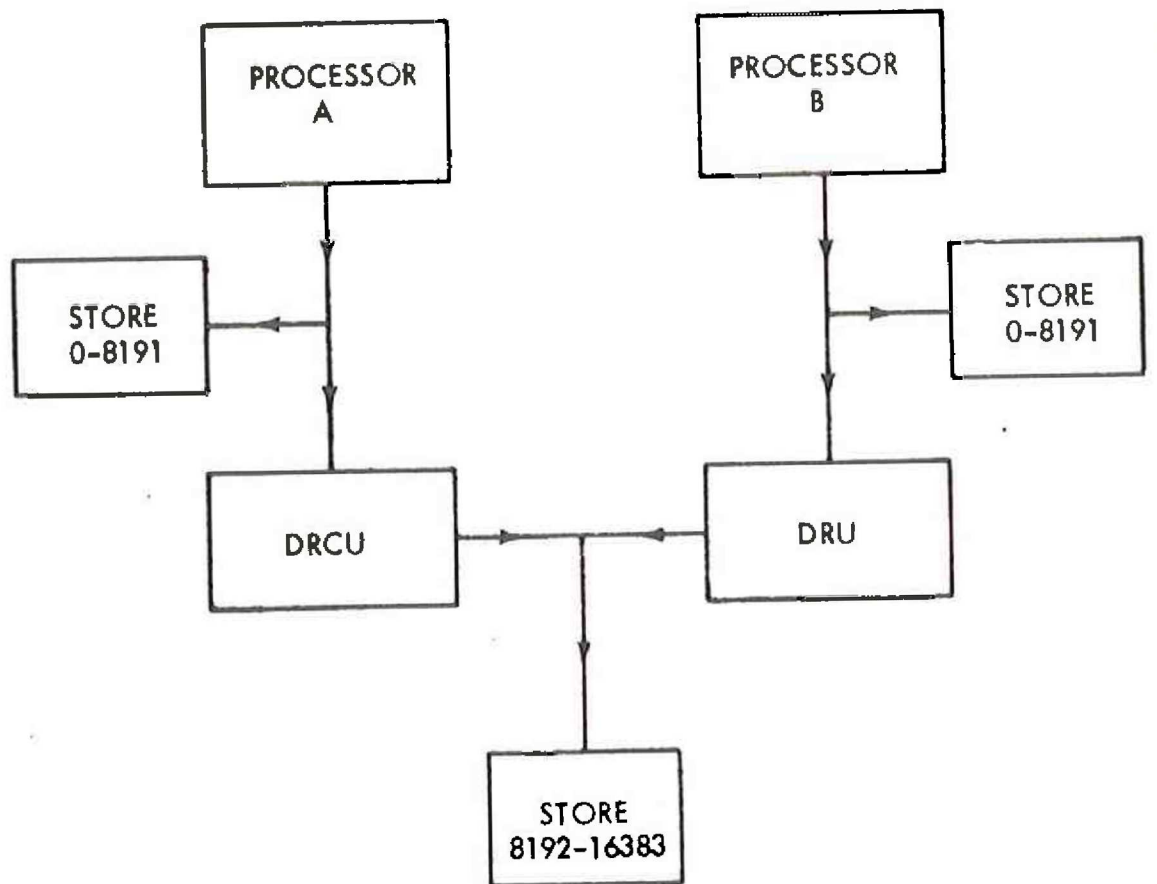 PROCESSOR
A
PROCESSOR
B
STORE
0-8191
STORE
0-8191
DRCU
DRU
STORE
8192-16383